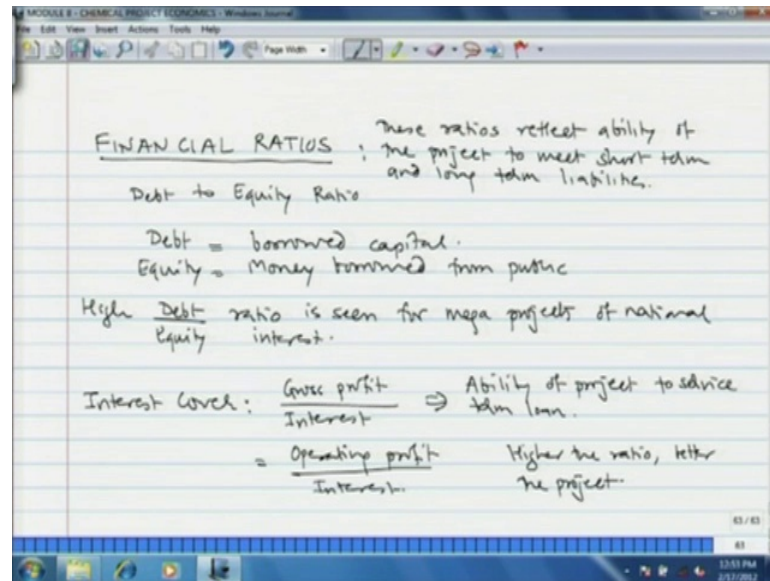 MODULE 8 - CHEMICAL PROJECT ECONOMICS - Windows Journal
File Edit View Insert Actions Tools Help
Page Width
FINANCIAL RATIOS : These ratios reflect ability of
the project to meet short term
and long term liabilities.
Debt to Equity Ratio
Debt = borrowed capital.
Equity = Money borrowed from public
High Debt / Equity ratio is seen for mega projects of national
interest.
Interest Cover : Gross profit / Interest ⇒ Ability of project to service
term loan.
= Operating profit / Interest. Higher the ratio, better
the project.
63 / 63
63
12:53 PM
2/17/2012